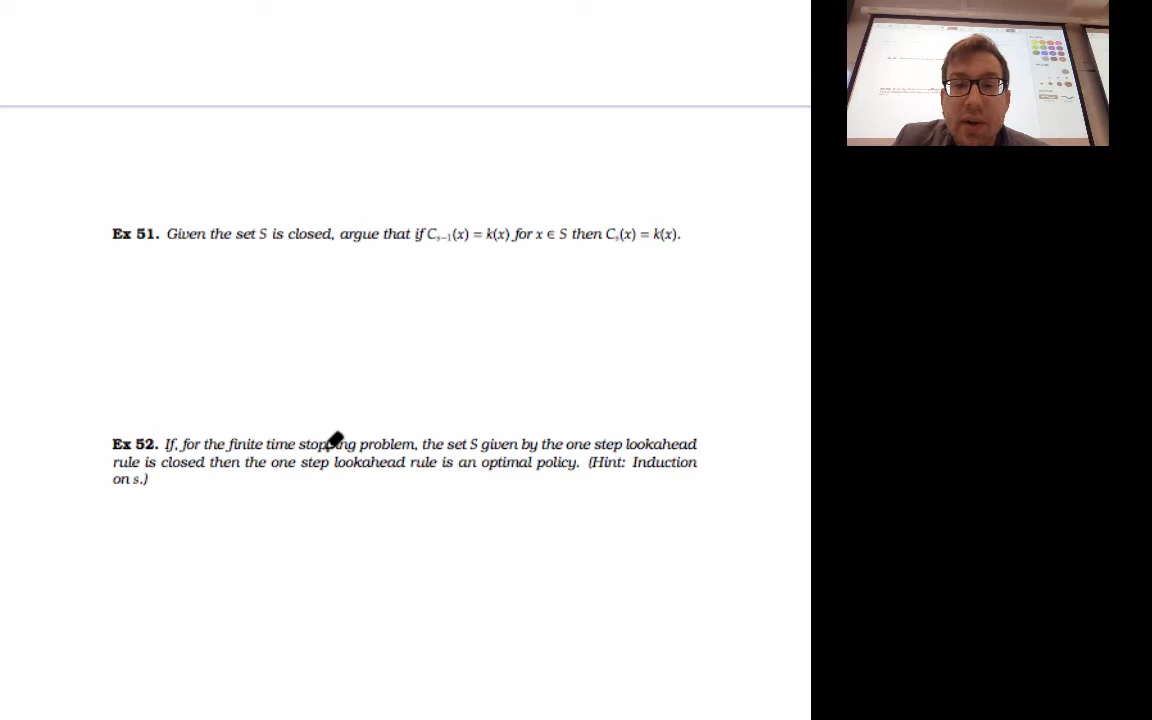 Ex 51. Given the set S is closed, argue that if Cₛ₋₁(x) = k(x) for x ∈ S then Cₛ(x) = k(x).
Ex 52. If, for the finite time stopping problem, the set S given by the one step lookahead
rule is closed then the one step lookahead rule is an optimal policy. (Hint: Induction
on s.)